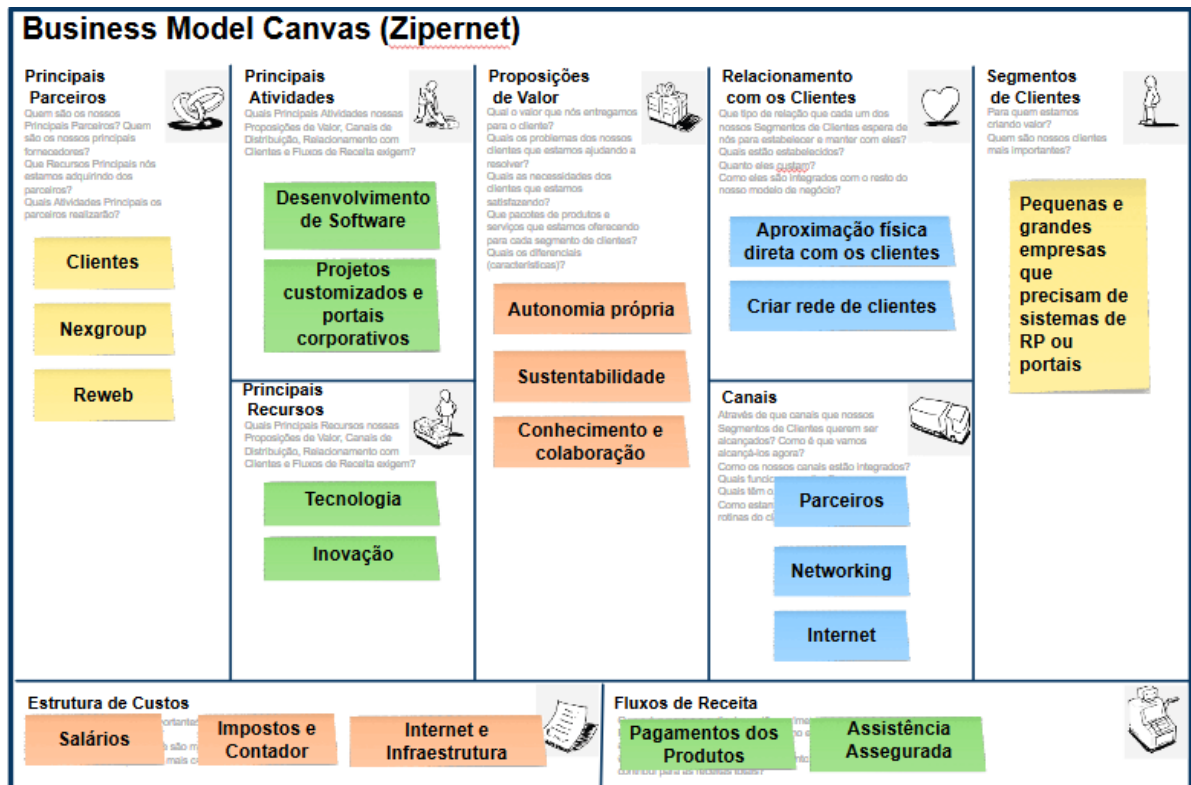 Business Model Canvas (Zipernet)
Principais
Parceiros
Quem são os nossos
Principais Parceiros? Quem
são os nossos principais
fornecedores?
Que Recursos Principais nós
estamos adquirindo dos
parceiros?
Quais Atividades Principais os
parceiros realizarão?
Clientes
Nexgroup
Reweb
Principais
Atividades
Quais Principais Atividades nossas
Proposições de Valor, Canais de
Distribuição, Relacionamento com
Clientes e Fluxos de Receita exigem?
Desenvolvimento
de Software
Projetos
customizados e
portais
corporativos
Principais
Recursos
Quais Principais Recursos nossas
Proposições de Valor, Canais de
Distribuição, Relacionamento com
Clientes e Fluxos de Receita exigem?
Tecnologia
Inovação
Proposições
de Valor
Qual o valor que nós entregamos
para o cliente?
Quais os problemas dos nossos
clientes que estamos ajudando a
resolver?
Quais as necessidades dos
clientes que estamos
satisfazendo?
Que pacotes de produtos e
serviços que estamos oferecendo
para cada segmento de clientes?
Quais os diferenciais
(características)?
Autonomia própria
Sustentabilidade
Conhecimento e
colaboração
Relacionamento
com os Clientes
Que tipo de relação que cada um dos
nossos Segmentos de Clientes espera de
nós para estabelecer e manter com eles?
Quais estão estabelecidos?
Quanto eles custam?
Como eles são integrados com o resto do
nosso modelo de negócio?
Aproximação física
direta com os clientes
Criar rede de clientes
Canais
Através de que canais que nossos
Segmentos de Clientes querem ser
alcançados? Como é que vamos
alcançá-los agora?
Como os nossos canais estão integrados?
Quais
Quais têm o
Como
rotinas do
Parceiros
Networking
Internet
Segmentos
de Clientes
Para quem estamos
criando valor?
Quem são nossos clientes
mais importantes?
Pequenas e
grandes
empresas
que
precisam de
sistemas de
RP ou
portais
Estrutura de Custos
são
mais
Salários
Impostos e
Contador
Internet e
Infraestrutura
Fluxos de Receita
contribui para as receitas totais?
Pagamentos dos
Produtos
Assistência
Assegurada